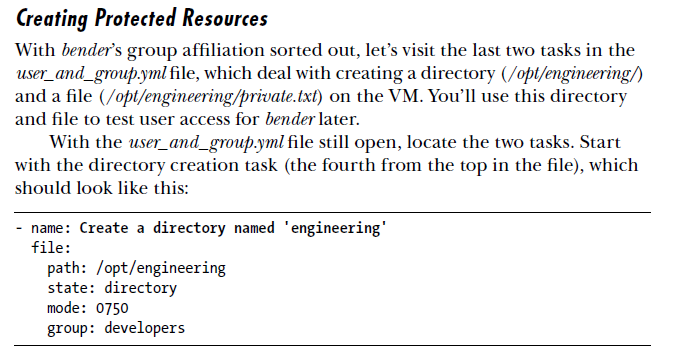 Creating Protected Resources
With bender’s group affiliation sorted out, let’s visit the last two tasks in the
user_and_group.yml file, which deal with creating a directory (/opt/engineering/)
and a file (/opt/engineering/private.txt) on the VM. You’ll use this directory
and file to test user access for bender later.
With the user_and_group.yml file still open, locate the two tasks. Start
with the directory creation task (the fourth from the top in the file), which
should look like this:
- name: Create a directory named 'engineering'
  file:
    path: /opt/engineering
    state: directory
    mode: 0750
    group: developers